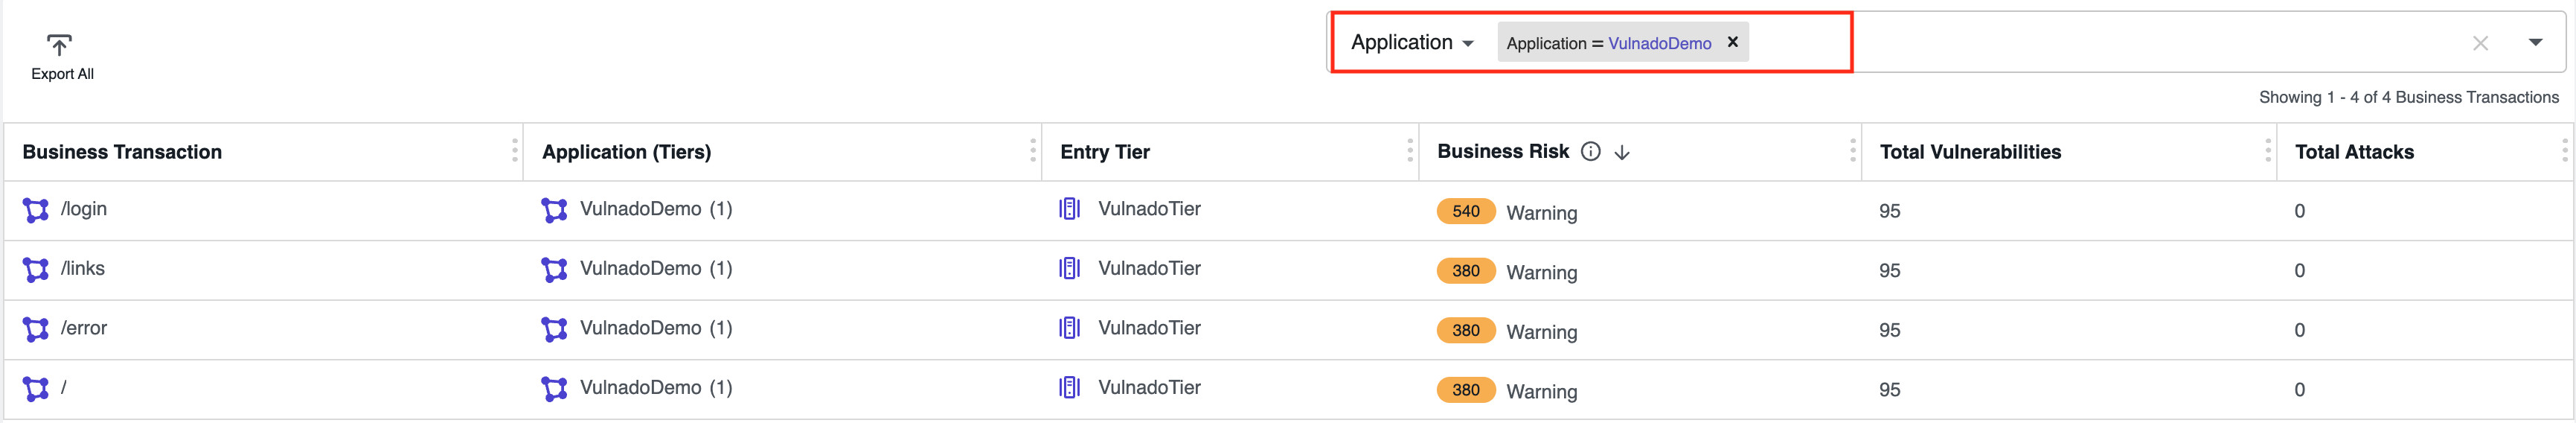 Application Application = VulnadoDemo
Export All
Showing 1 - 4 of 4 Business Transactions
Business Transaction Application (Tiers) Entry Tier Business Risk Total Vulnerabilities Total Attacks
/login VulnadoDemo (1) VulnadoTier 540 Warning 95 0
/links VulnadoDemo (1) VulnadoTier 380 Warning 95 0
/error VulnadoDemo (1) VulnadoTier 380 Warning 95 0
/ VulnadoDemo (1) VulnadoTier 380 Warning 95 0